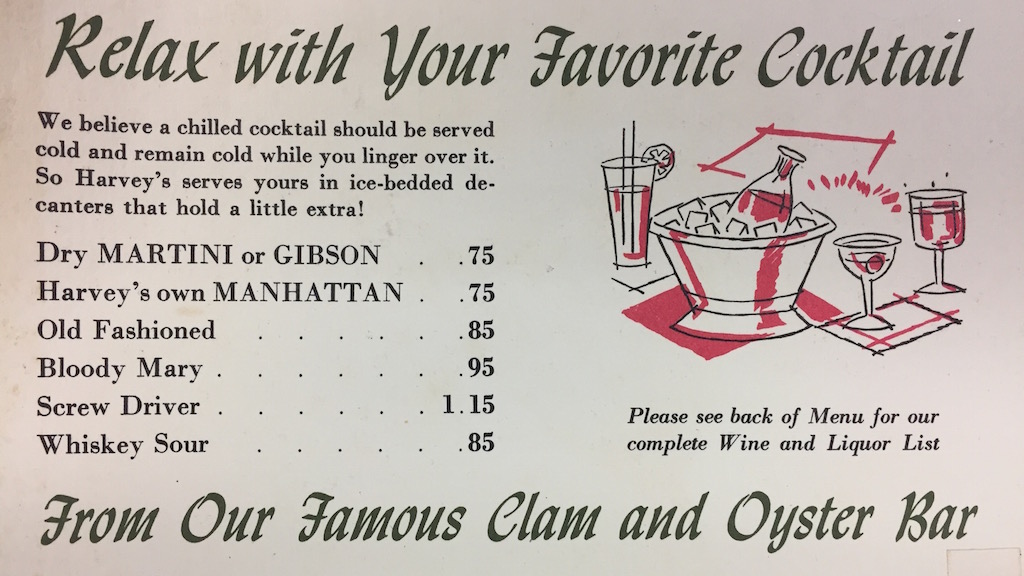 Relax with Your Favorite Cocktail
We believe a chilled cocktail should be served
cold and remain cold while you linger over it.
So Harvey's serves yours in ice-bedded de-
canters that hold a little extra!
Dry MARTINI or GIBSON . .75
Harvey's own MANHATTAN . .75
Old Fashioned . . . . . .85
Bloody Mary . . . . . . .95
Screw Driver . . . . . . 1.15
Whiskey Sour . . . . . .85
Please see back of Menu for our
complete Wine and Liquor List
From Our Famous Clam and Oyster Bar